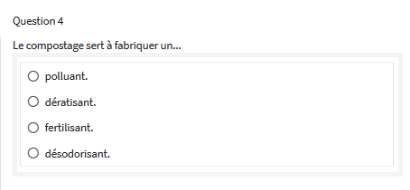 Question 4
Le compostage sert à fabriquer un...
polluant.
dératisant.
fertilisant.
désodorisant.